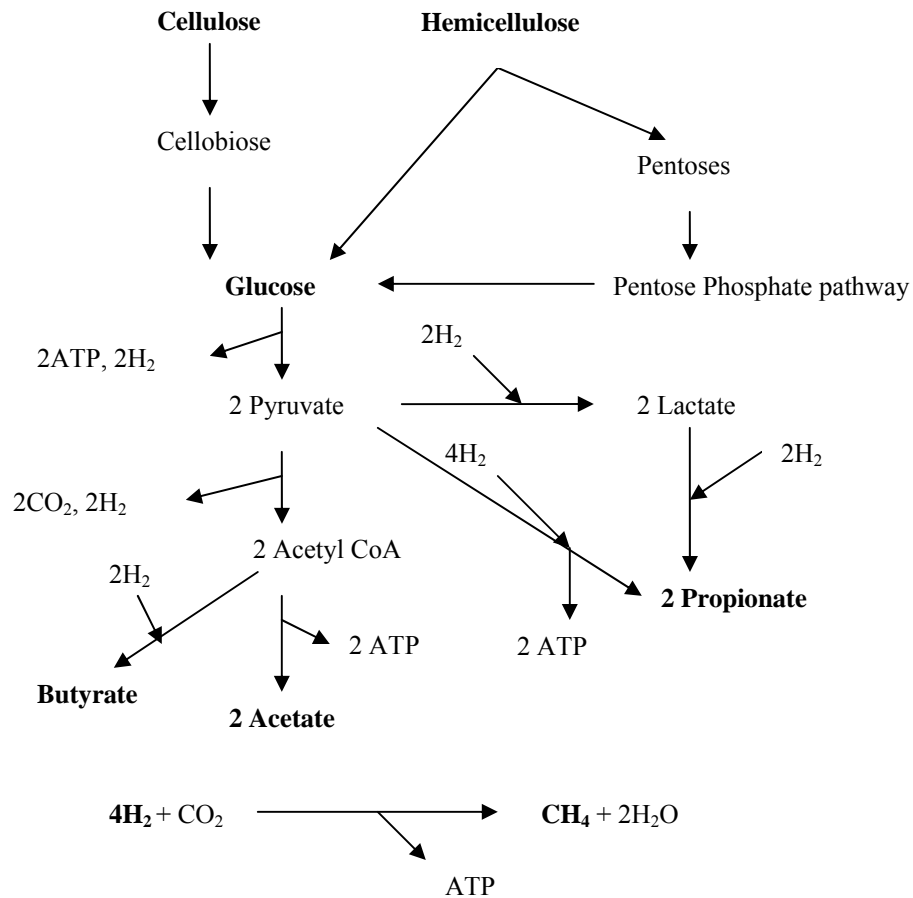 Cellulose
Hemicellulose
Cellobiose
Pentoses
Glucose
Pentose Phosphate pathway
2ATP, 2H₂
2H₂
2 Pyruvate
2 Lactate
4H₂
2H₂
2CO₂, 2H₂
2 Acetyl CoA
2H₂
2 Propionate
2 ATP
2 ATP
Butyrate
2 Acetate
4H₂ + CO₂
CH₄ + 2H₂O
ATP